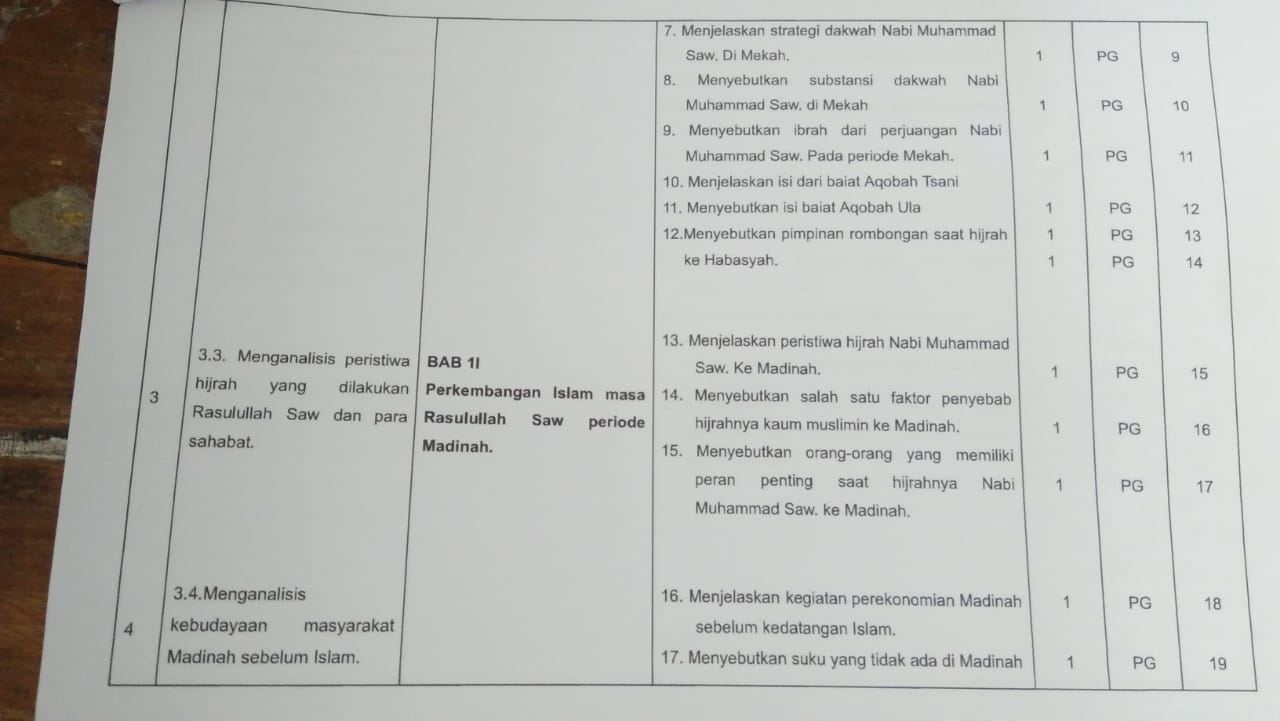 7. Menjelaskan strategi dakwah Nabi Muhammad
Saw. Di Mekah. 1 PG 9
8. Menyebutkan substansi dakwah Nabi
Muhammad Saw. di Mekah 1 PG 10
9. Menyebutkan ibrah dari perjuangan Nabi
Muhammad Saw. Pada periode Mekah. 1 PG 11
10. Menjelaskan isi dari baiat Aqobah Tsani
11. Menyebutkan isi baiat Aqobah Ula 1 PG 12
12.Menyebutkan pimpinan rombongan saat hijrah 1 PG 13
ke Habasyah. 1 PG 14
3
3.3. Menganalisis peristiwa
hijrah yang dilakukan
Rasulullah Saw dan para
sahabat.
BAB 1I
Perkembangan Islam masa
Rasulullah Saw periode
Madinah.
13. Menjelaskan peristiwa hijrah Nabi Muhammad
Saw. Ke Madinah. 1 PG 15
14. Menyebutkan salah satu faktor penyebab
hijrahnya kaum muslimin ke Madinah. 1 PG 16
15. Menyebutkan orang-orang yang memiliki
peran penting saat hijrahnya Nabi 1 PG 17
Muhammad Saw. ke Madinah.
4
3.4.Menganalisis
kebudayaan masyarakat
Madinah sebelum Islam.
16. Menjelaskan kegiatan perekonomian Madinah 1 PG 18
sebelum kedatangan Islam.
17. Menyebutkan suku yang tidak ada di Madinah 1 PG 19